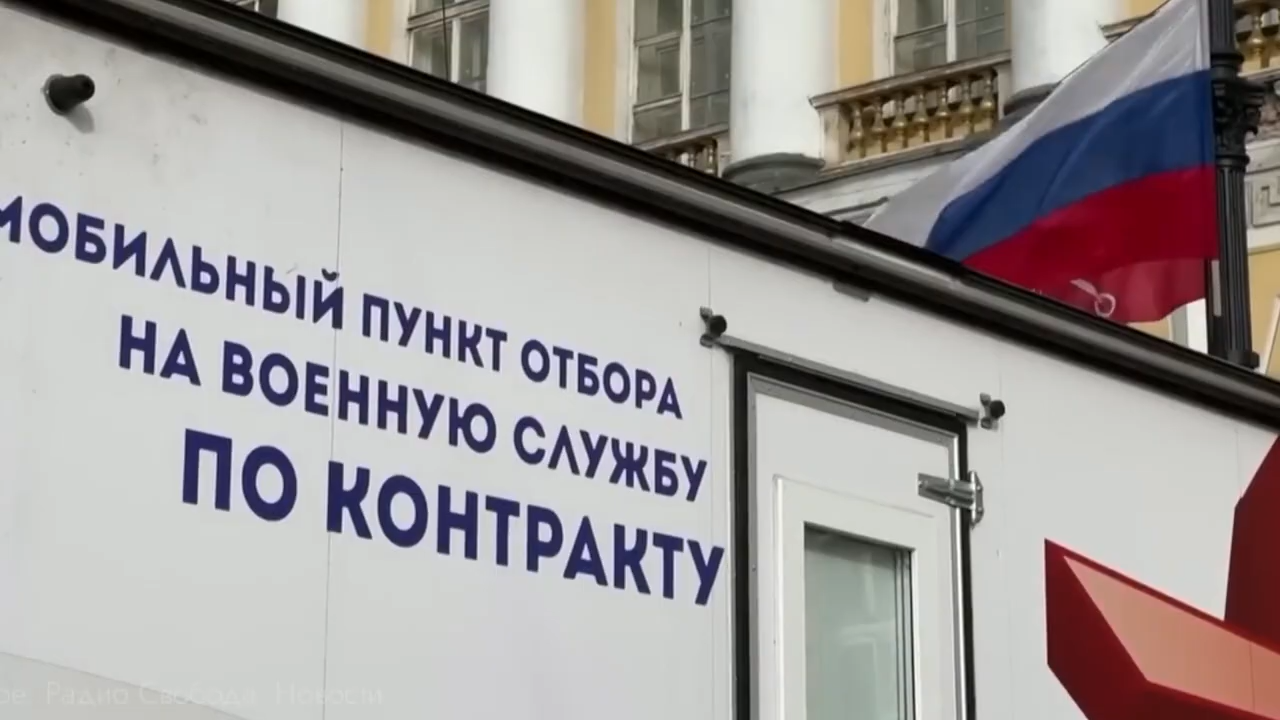 МОБИЛЬНЫЙ ПУНКТ ОТБОРА
НА ВОЕННУЮ СЛУЖБУ
ПО КОНТРАКТУ
Радио Свобода. Новости